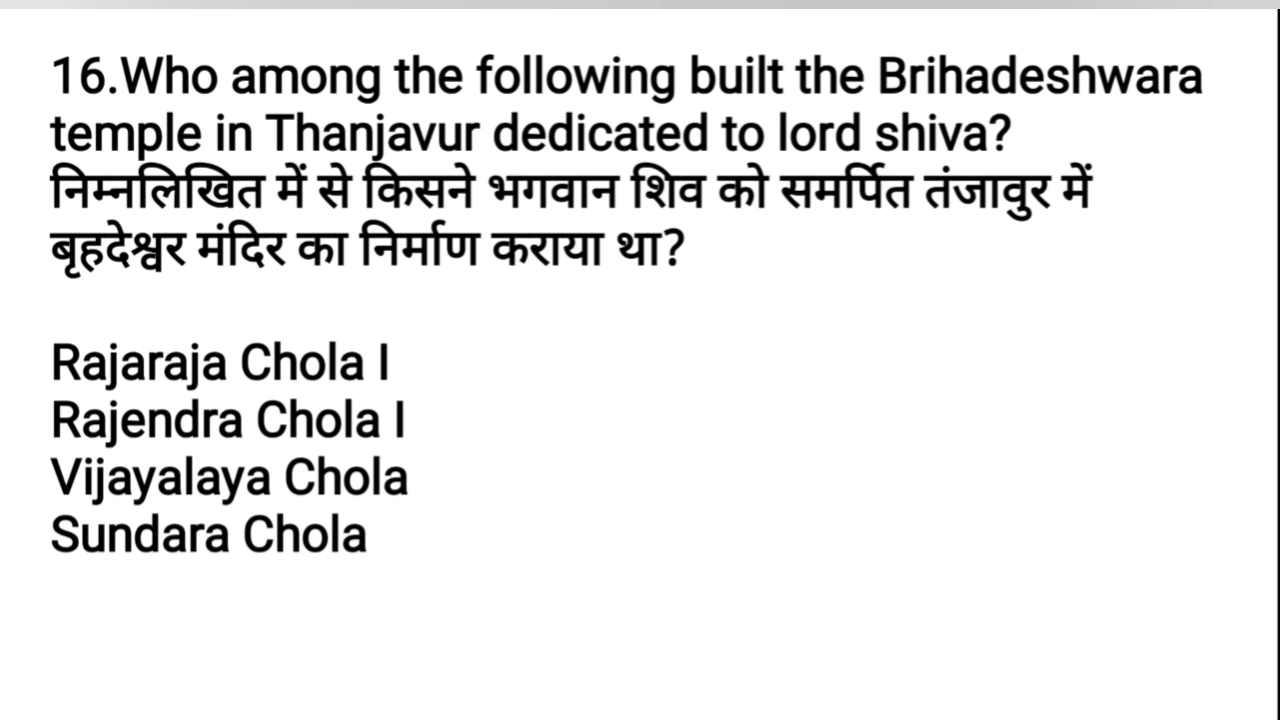 16.Who among the following built the Brihadeshwara
temple in Thanjavur dedicated to lord shiva?
निम्नलिखित में से किसने भगवान शिव को समर्पित तंजावुर में
बृहदेश्वर मंदिर का निर्माण कराया था?
Rajaraja Chola I
Rajendra Chola I
Vijayalaya Chola
Sundara Chola